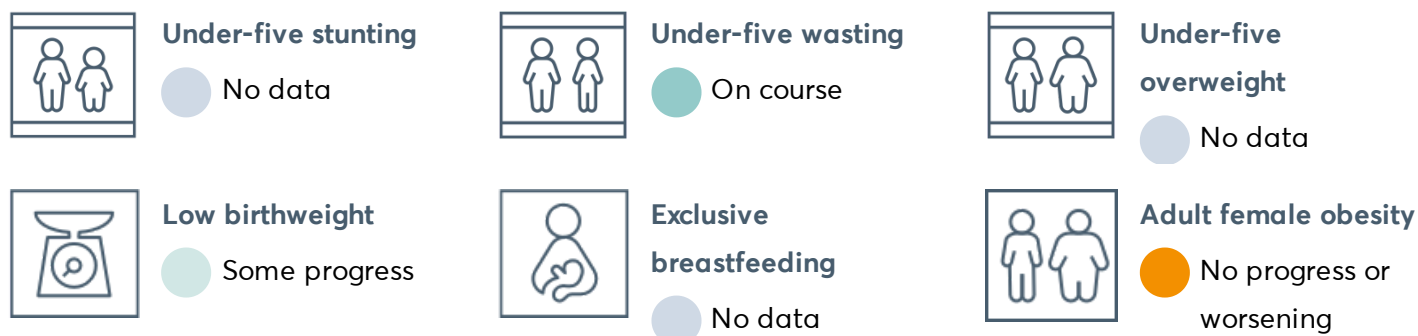 Under-five stunting
No data
Under-five wasting
On course
Under-five
overweight
No data
Low birthweight
Some progress
Exclusive
breastfeeding
No data
Adult female obesity
No progress or
worsening